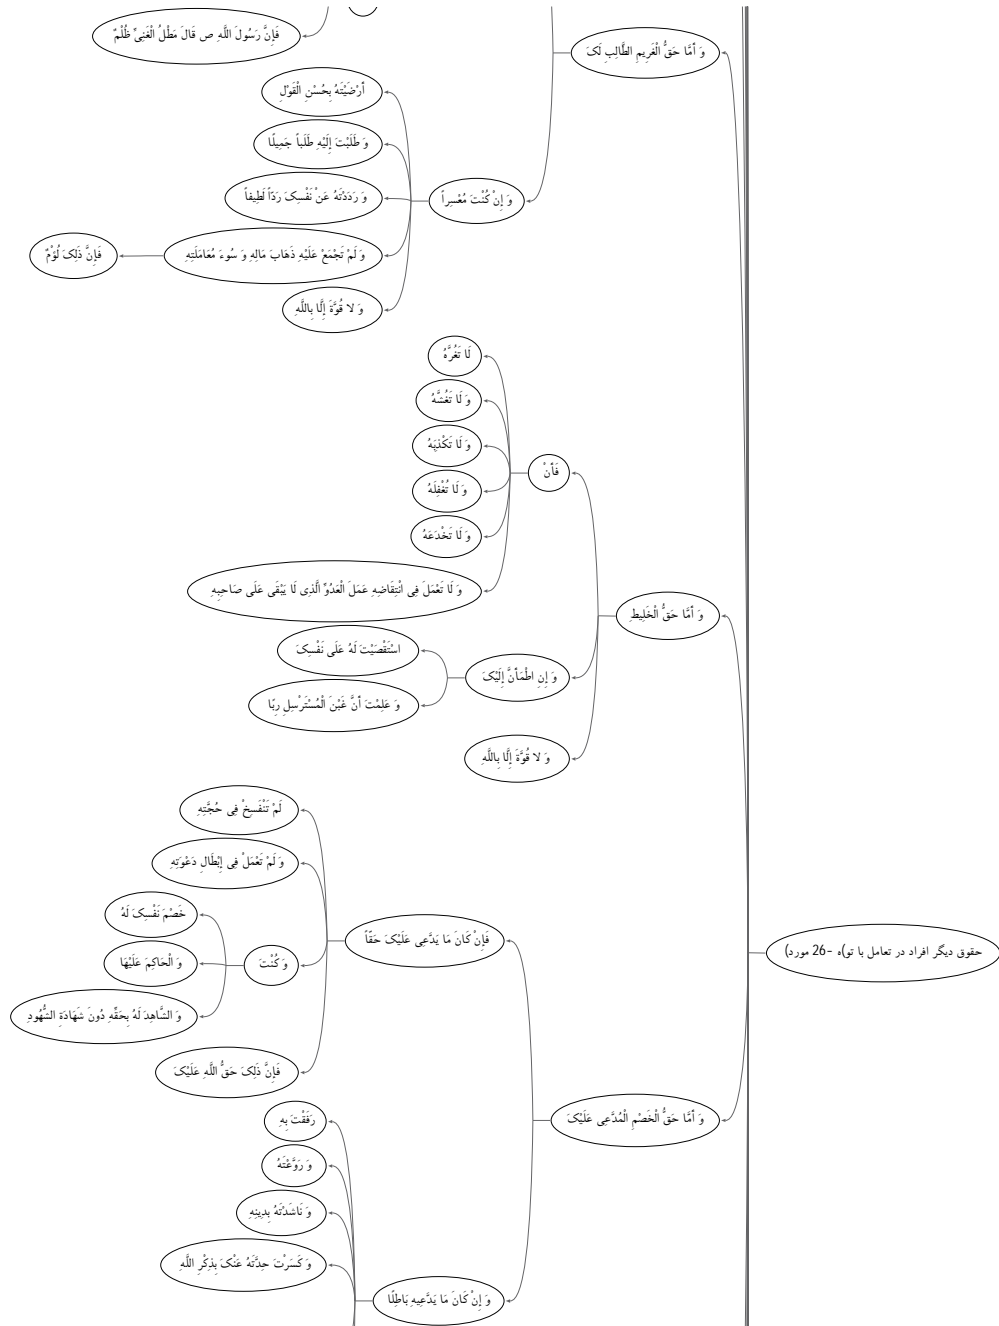 حقوق دیگر افراد در تعامل با تو)ه -26 مورد)
وَ أَمَّا حَقُّ الْغَرِيمِ الطَّالِبِ لَکَ
فَإِنَّ رَسُولَ اللَّهِ ص قَالَ مَطْلُ الْغَنِیِّ ظُلْمٌ
وَ إِنْ کُنْتَ مُعْسِراً
أَرْضَيْتَهُ بِحُسْنِ الْقَوْلِ
وَ طَلَبْتَ إِلَيْهِ طَلَباً جَمِيلًا
وَ رَدَدْتَهُ عَنْ نَفْسِکَ رَدّاً لَطِيفاً
وَ لَمْ تَجْمَعْ عَلَيْهِ ذَهَابَ مَالِهِ وَ سُوءَ مُعَامَلَتِهِ
فَإِنَّ ذَلِکَ لُؤْمٌ
وَ لا قُوَّةَ إِلَّا بِاللَّهِ
وَ أَمَّا حَقُّ الْخَلِيطِ
فَأَنْ
لَا تَغُرَّهُ
وَ لَا تَغُشَّهُ
وَ لَا تَکْذِبَهُ
وَ لَا تُغْفِلَهُ
وَ لَا تَخْدَعَهُ
وَ لَا تَعْمَلَ فِی انْتِقَاضِهِ عَمَلَ الْعَدُوِّ الَّذِی لَا يَبْقَی عَلَی صَاحِبِهِ
وَ إِنِ اطْمَأَنَّ إِلَيْکَ
اسْتَقْصَيْتَ لَهُ عَلَی نَفْسِکَ
وَ عَلِمْتَ أَنَّ غَبْنَ الْمُسْتَرْسِلِ رِبًا
وَ لا قُوَّةَ إِلَّا بِاللَّهِ
وَ أَمَّا حَقُّ الْخَصْمِ الْمُدَّعِی عَلَيْکَ
فَإِنْ کَانَ مَا يَدَّعِی عَلَيْکَ حَقّاً
لَمْ تَنْفَسِخْ فِی حُجَّتِهِ
وَ لَمْ تَعْمَلْ فِی إِبْطَالِ دَعْوَتِهِ
وَ کُنْتَ
خَصْمَ نَفْسِکَ لَهُ
وَ الْحَاکِمَ عَلَيْهَا
وَ الشَّاهِدَ لَهُ بِحَقِّهِ دُونَ شَهَادَةِ الشُّهُودِ
فَإِنَّ ذَلِکَ حَقُّ اللَّهِ عَلَيْکَ
وَ إِنْ کَانَ مَا يَدَّعِيهِ بَاطِلًا
رَفَقْتَ بِهِ
وَ رَوَّعْتَهُ
وَ نَاشَدْتَهُ بِدِينِهِ
وَ کَسَرْتَ حِدَّتَهُ عَنْکَ بِذِکْرِ اللَّهِ